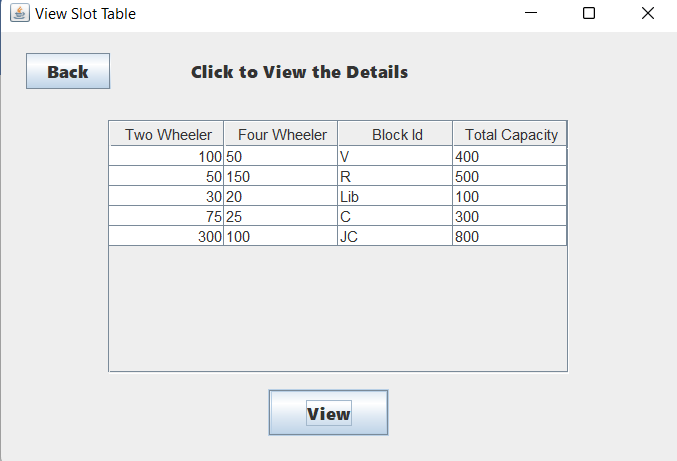 View Slot Table
Back Click to View the Details
Two Wheeler Four Wheeler Block Id Total Capacity
100 50 V 400
50 150 R 500
30 20 Lib 100
75 25 C 300
300 100 JC 800
View